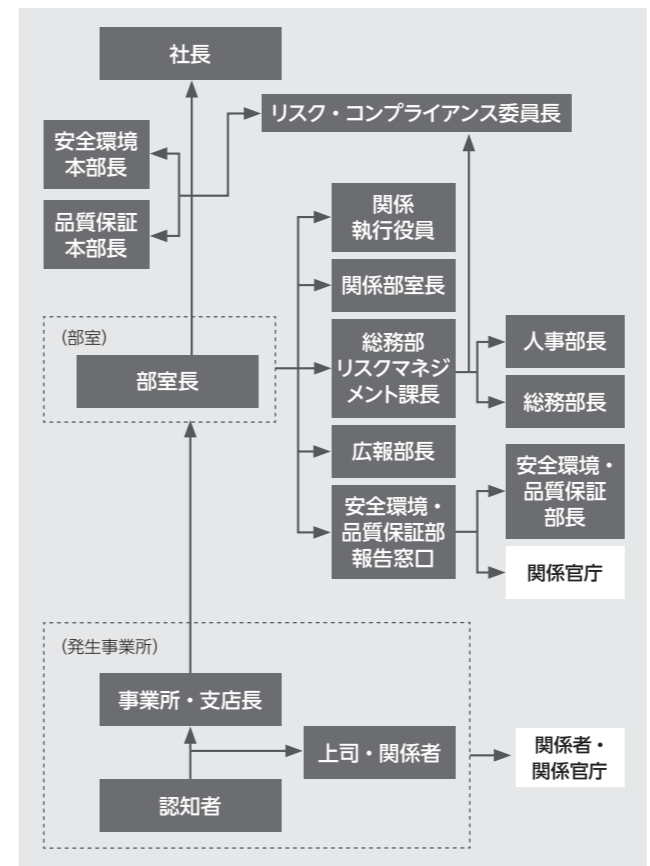 社長
リスク・コンプライアンス委員長
安全環境
本部長
品質保証
本部長
関係
執行役員
関係部室長
（部室）
部室長
総務部
リスクマネジ
メント課長
人事部長
総務部長
広報部長
安全環境・
品質保証部
報告窓口
安全環境・
品質保証
部長
関係官庁
（発生事業所）
事業所・支店長
上司・関係者
認知者
関係者・
関係官庁